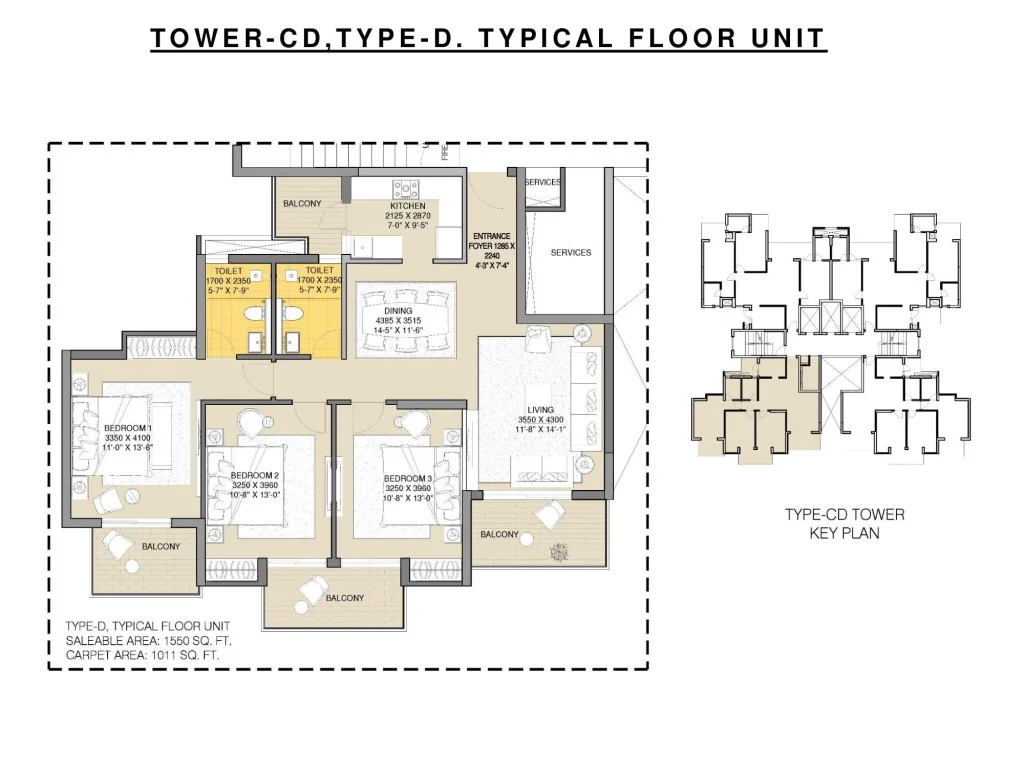 TOWER-CD,TYPE-D. TYPICAL FLOOR UNIT
FIRE
SERVICES
BALCONY
KITCHEN
2125 X 2870
7'-0" X 9'-5"
ENTRANCE
FOYER 1285 X
2240
4'-3" X 7'-4"
SERVICES
TOILET
1700 X 2350
5'-7" X 7'-9"
TOILET
1700 X 2350
5'-7" X 7'-9"
DINING
4385 X 3515
14'-5" X 11'-6"
LIVING
3550 X 4300
11'-8" X 14'-1"
BEDROOM 1
3350 X 4100
11'-0" X 13'-6"
BEDROOM 2
3250 X 3960
10'-8" X 13'-0"
BEDROOM 3
3250 X 3960
10'-8" X 13'-0"
BALCONY
BALCONY
BALCONY
TYPE-D, TYPICAL FLOOR UNIT
SALEABLE AREA: 1550 SQ. FT.
CARPET AREA: 1011 SQ. FT.
TYPE-CD TOWER
KEY PLAN